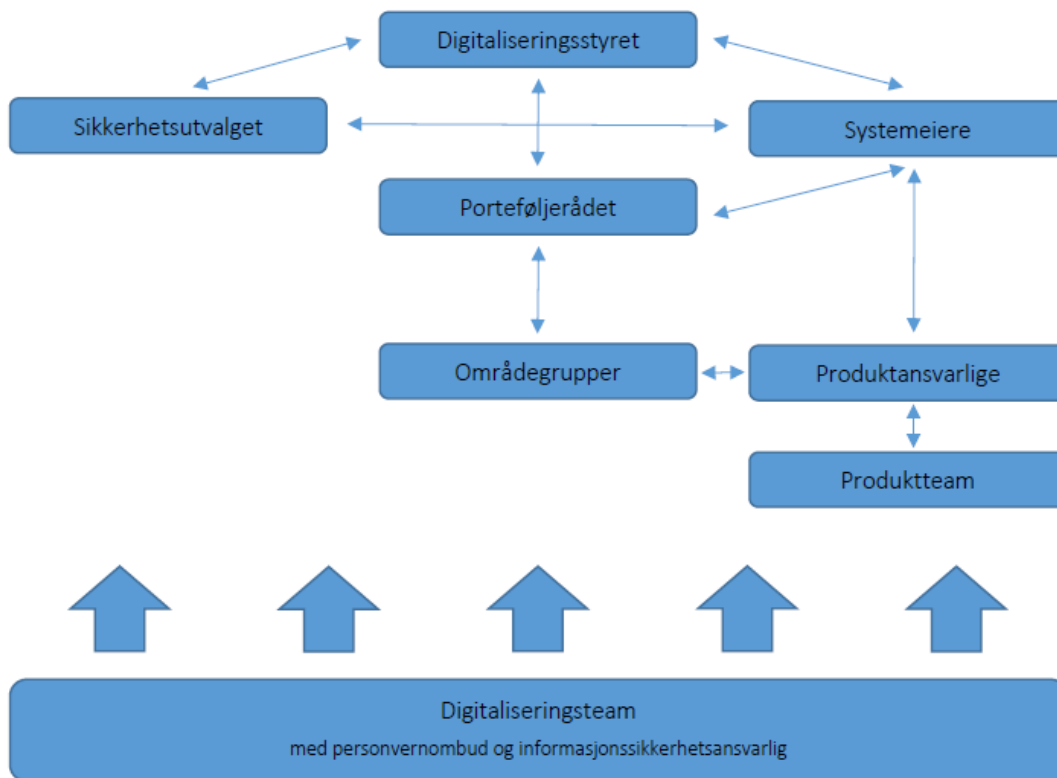 Digitaliseringsstyret
Sikkerhetsutvalget
Systemeiere
Porteføljerådet
Områdegrupper
Produktansvarlige
Produktteam
Digitaliseringsteam
med personvernombud og informasjonssikkerhetsansvarlig